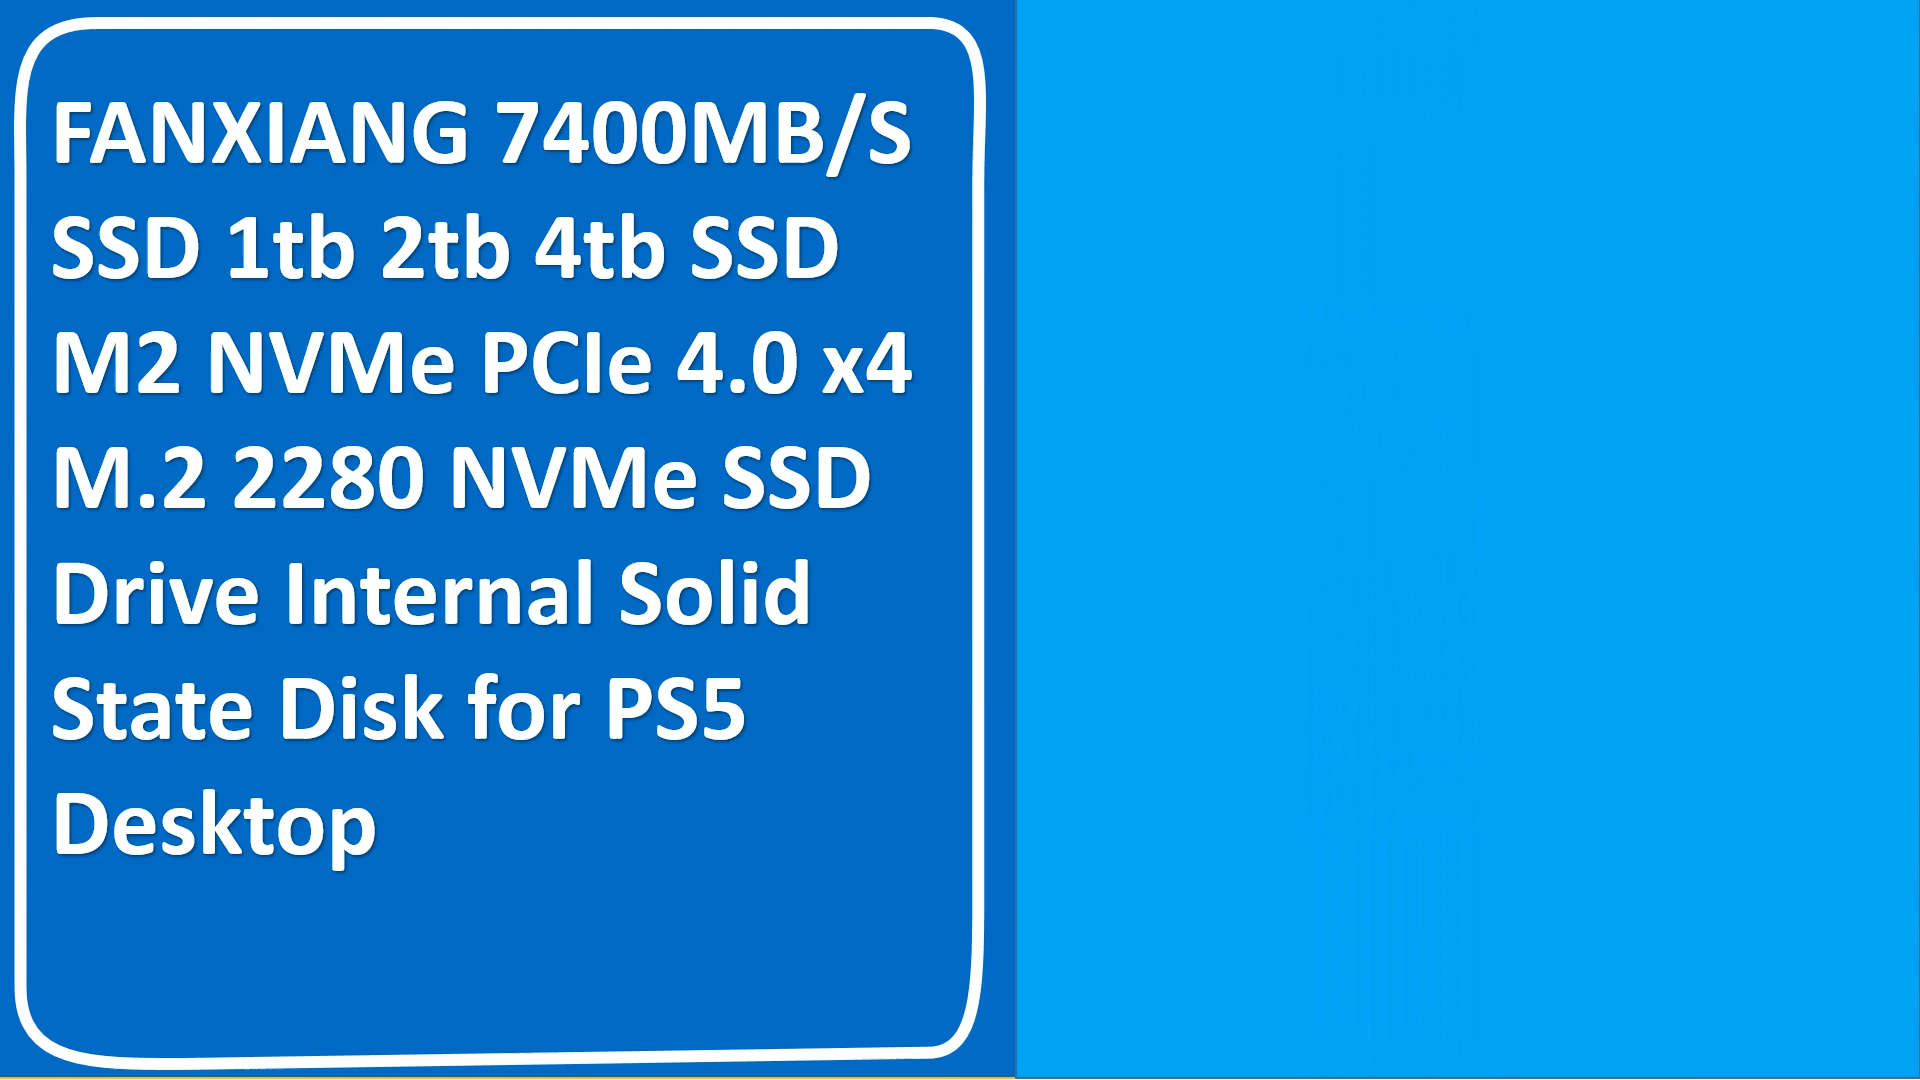 FANXIANG 7400MB/S
SSD 1tb 2tb 4tb SSD
M2 NVMe PCIe 4.0 x4
M.2 2280 NVMe SSD
Drive Internal Solid
State Disk for PS5
Desktop